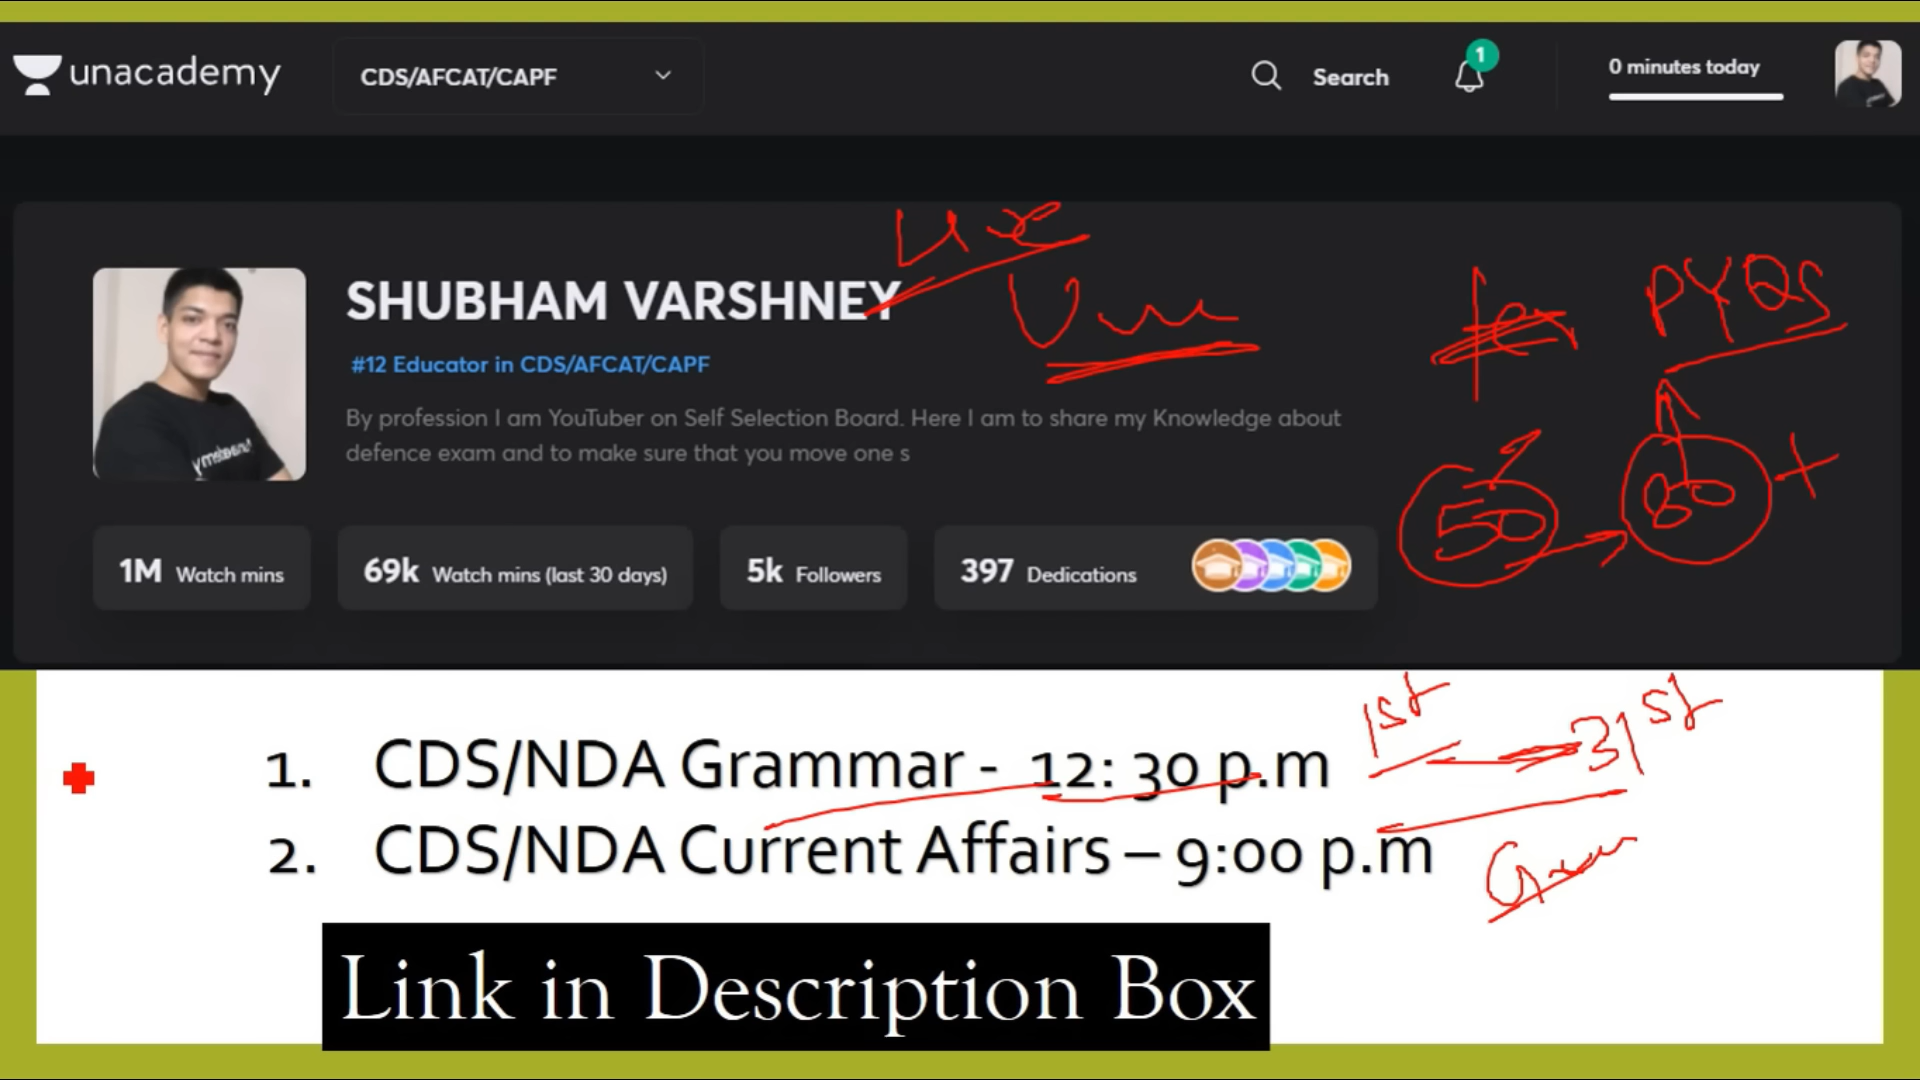 unacademy
CDS/AFCAT/CAPF
Search
1
0 minutes today
SHUBHAM VARSHNEY
#12 Educator in CDS/AFCAT/CAPF
By profession I am YouTuber on Self Selection Board. Here I am to share my Knowledge about
defence exam and to make sure that you move one s
1M Watch mins
69k Watch mins (last 30 days)
5k Followers
397 Dedications
PYQS
50
80+
1. CDS/NDA Grammar - 12: 30 p.m
1st
31st
2. CDS/NDA Current Affairs – 9:00 p.m
Link in Description Box